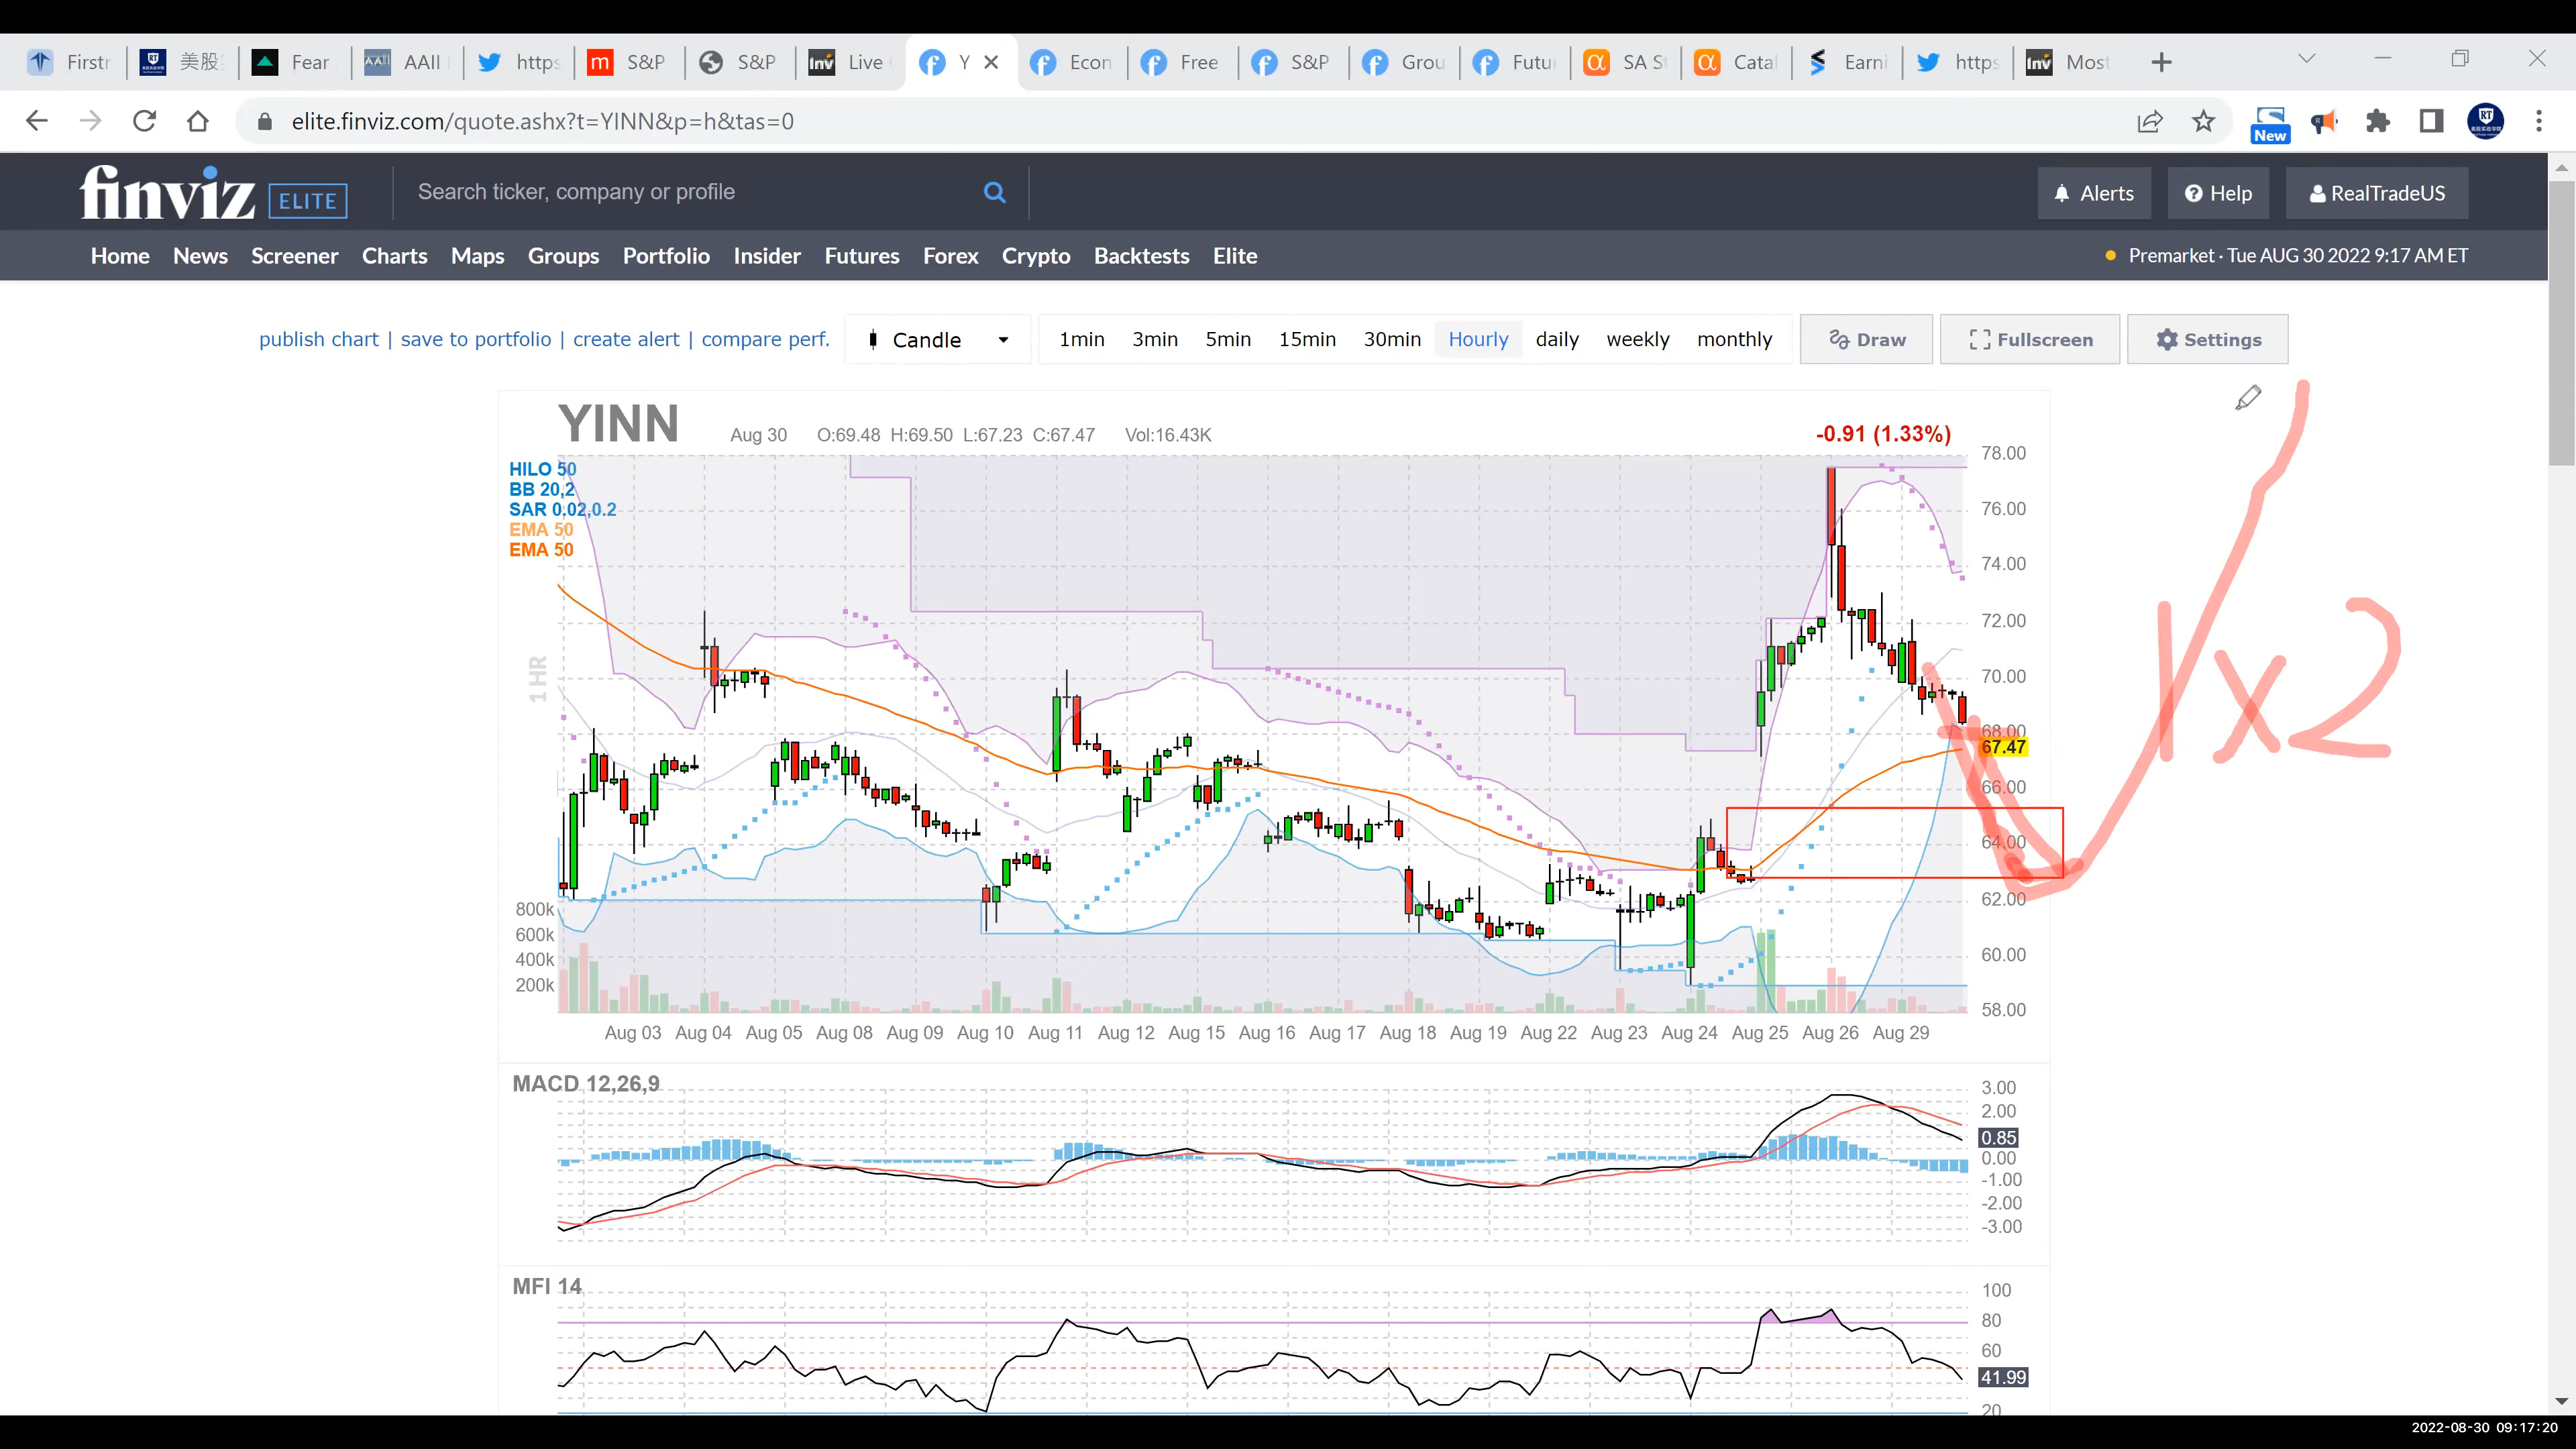 Firstr 美股 Fear AAII https S&P S&P Live Y Econ Free S&P Grou Futu SA S Catal Earni https Most
elite.finviz.com/quote.ashx?t=YINN&p=h&tas=0 New
finviz ELITE Search ticker, company or profile Alerts Help RealTradeUS
Home News Screener Charts Maps Groups Portfolio Insider Futures Forex Crypto Backtests Elite Premarket · Tue AUG 30 2022 9:17 AM ET
publish chart | save to portfolio | create alert | compare perf. Candle 1min 3min 5min 15min 30min Hourly daily weekly monthly Draw Fullscreen Settings
YINN Aug 30 O:69.48 H:69.50 L:67.23 C:67.47 Vol:16.43K -0.91 (1.33%)
HILO 50
BB 20,2
SAR 0.02,0.2
EMA 50
EMA 50
1 HR
78.00
76.00
74.00
72.00
70.00
68.00
67.47
66.00
64.00
62.00
60.00
58.00
1x2
800k
600k
400k
200k
Aug 03 Aug 04 Aug 05 Aug 08 Aug 09 Aug 10 Aug 11 Aug 12 Aug 15 Aug 16 Aug 17 Aug 18 Aug 19 Aug 22 Aug 23 Aug 24 Aug 25 Aug 26 Aug 29
MACD 12,26,9
3.00
2.00
0.85
0.00
-1.00
-2.00
-3.00
MFI 14
100
80
60
41.99
20
2022-08-30 09:17:20